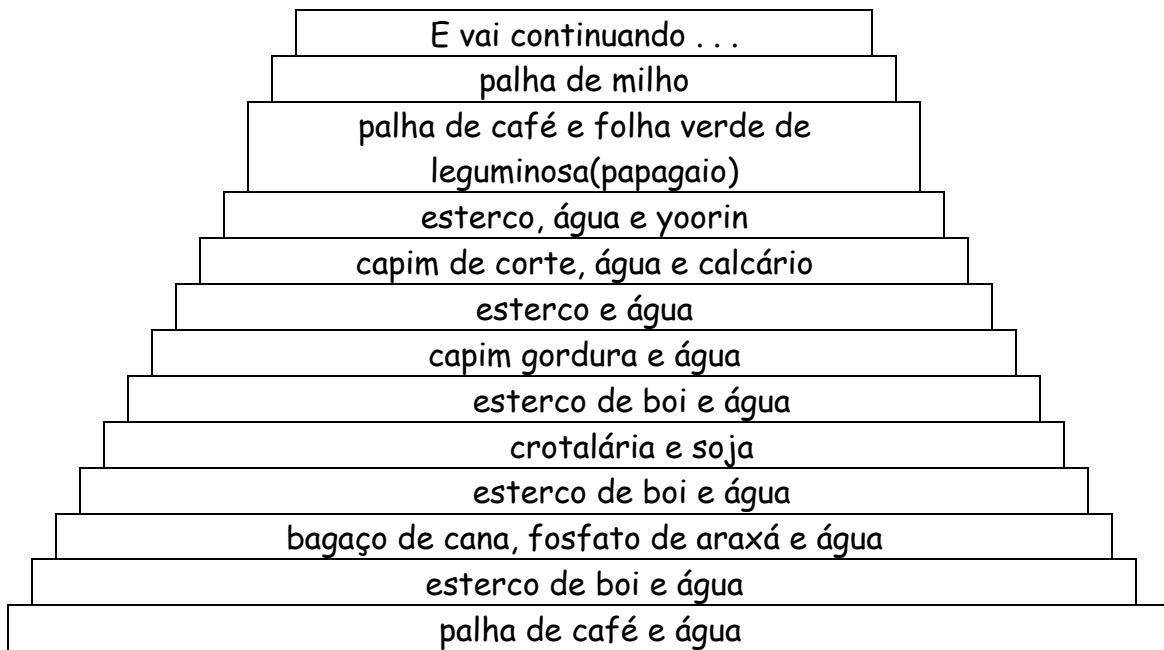 E vai continuando . . .
palha de milho
palha de café e folha verde de
leguminosa(papagaio)
esterco, água e yoorin
capim de corte, água e calcário
esterco e água
capim gordura e água
esterco de boi e água
crotalária e soja
esterco de boi e água
bagaço de cana, fosfato de araxá e água
esterco de boi e água
palha de café e água